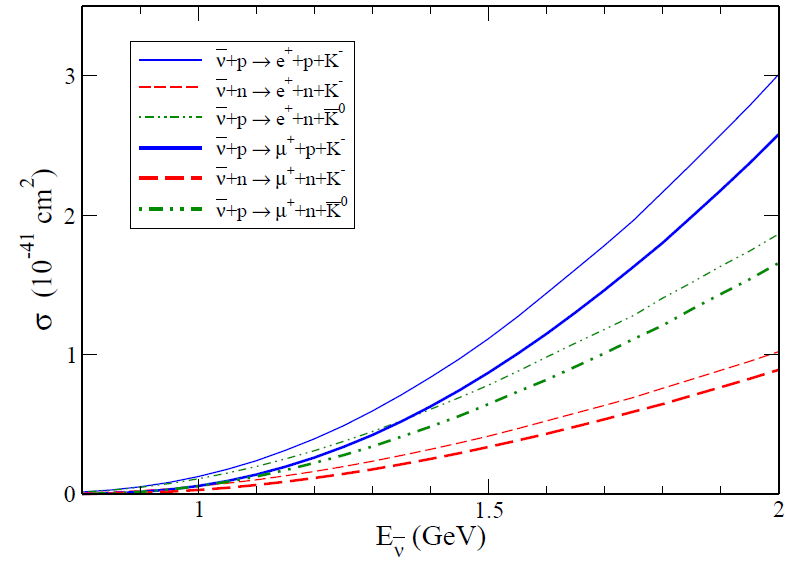 3
2
1
0
σ (10⁻⁴¹ cm²)
ν̅+p → e⁺+p+K⁻
ν̅+n → e⁺+n+K⁻
ν̅+p → e⁺+n+K̅⁰
ν̅+p → μ⁺+p+K⁻
ν̅+n → μ⁺+n+K⁻
ν̅+p → μ⁺+n+K̅⁰
1 1.5 2
E_ν̅ (GeV)